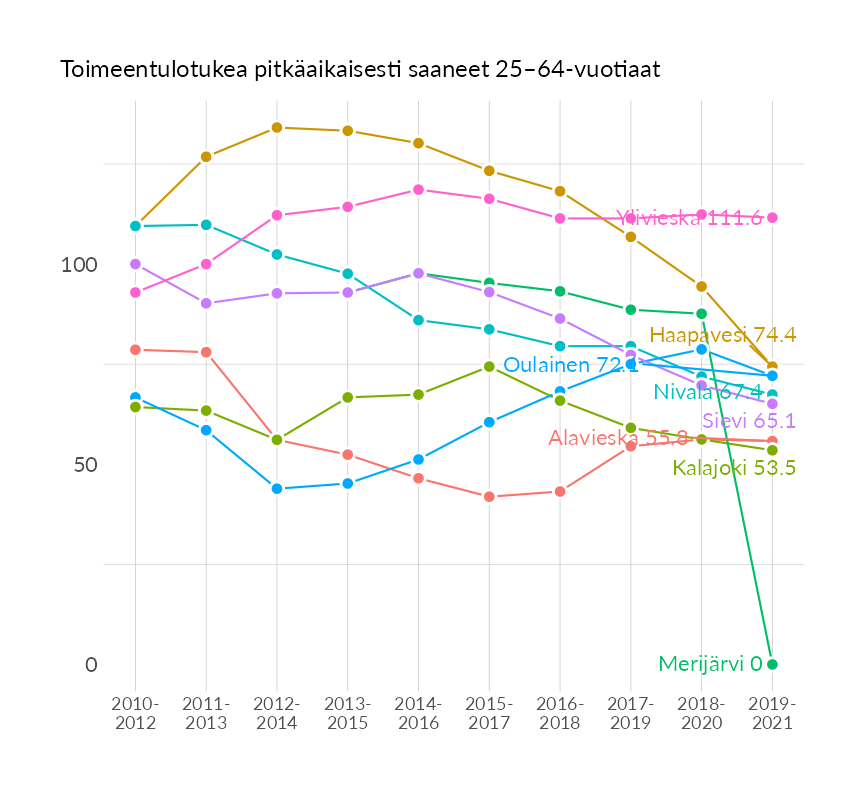 Toimeentulotukea pitkäaikaisesti saaneet 25–64-vuotiaat
Ylivieska 111.6
100
Haapavesi 74.4
Oulainen 72.1
Nivala 67.4
Sievi 65.1
Alavieska 55.8
50
Kalajoki 53.5
0
Merijärvi 0
2010-
2012
2011-
2013
2012-
2014
2013-
2015
2014-
2016
2015-
2017
2016-
2018
2017-
2019
2018-
2020
2019-
2021